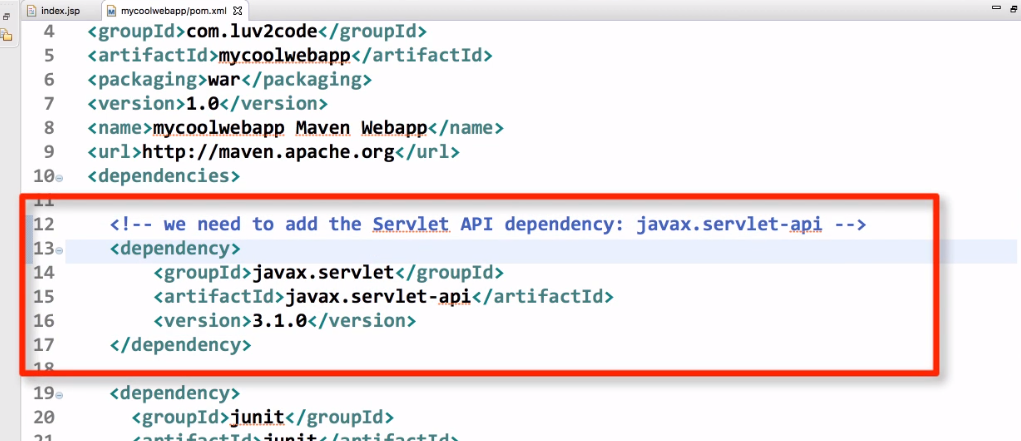 index.jsp mycoolwebapp/pom.xml
4 <groupId>com.luv2code</groupId>
5 <artifactId>mycoolwebapp</artifactId>
6 <packaging>war</packaging>
7 <version>1.0</version>
8 <name>mycoolwebapp Maven Webapp</name>
9 <url>http://maven.apache.org</url>
10 <dependencies>
11
12 <!-- we need to add the Servlet API dependency: javax.servlet-api -->
13 <dependency>
14 <groupId>javax.servlet</groupId>
15 <artifactId>javax.servlet-api</artifactId>
16 <version>3.1.0</version>
17 </dependency>
18
19 <dependency>
20 <groupId>junit</groupId>
21 <artifactId>junit</artifactId>